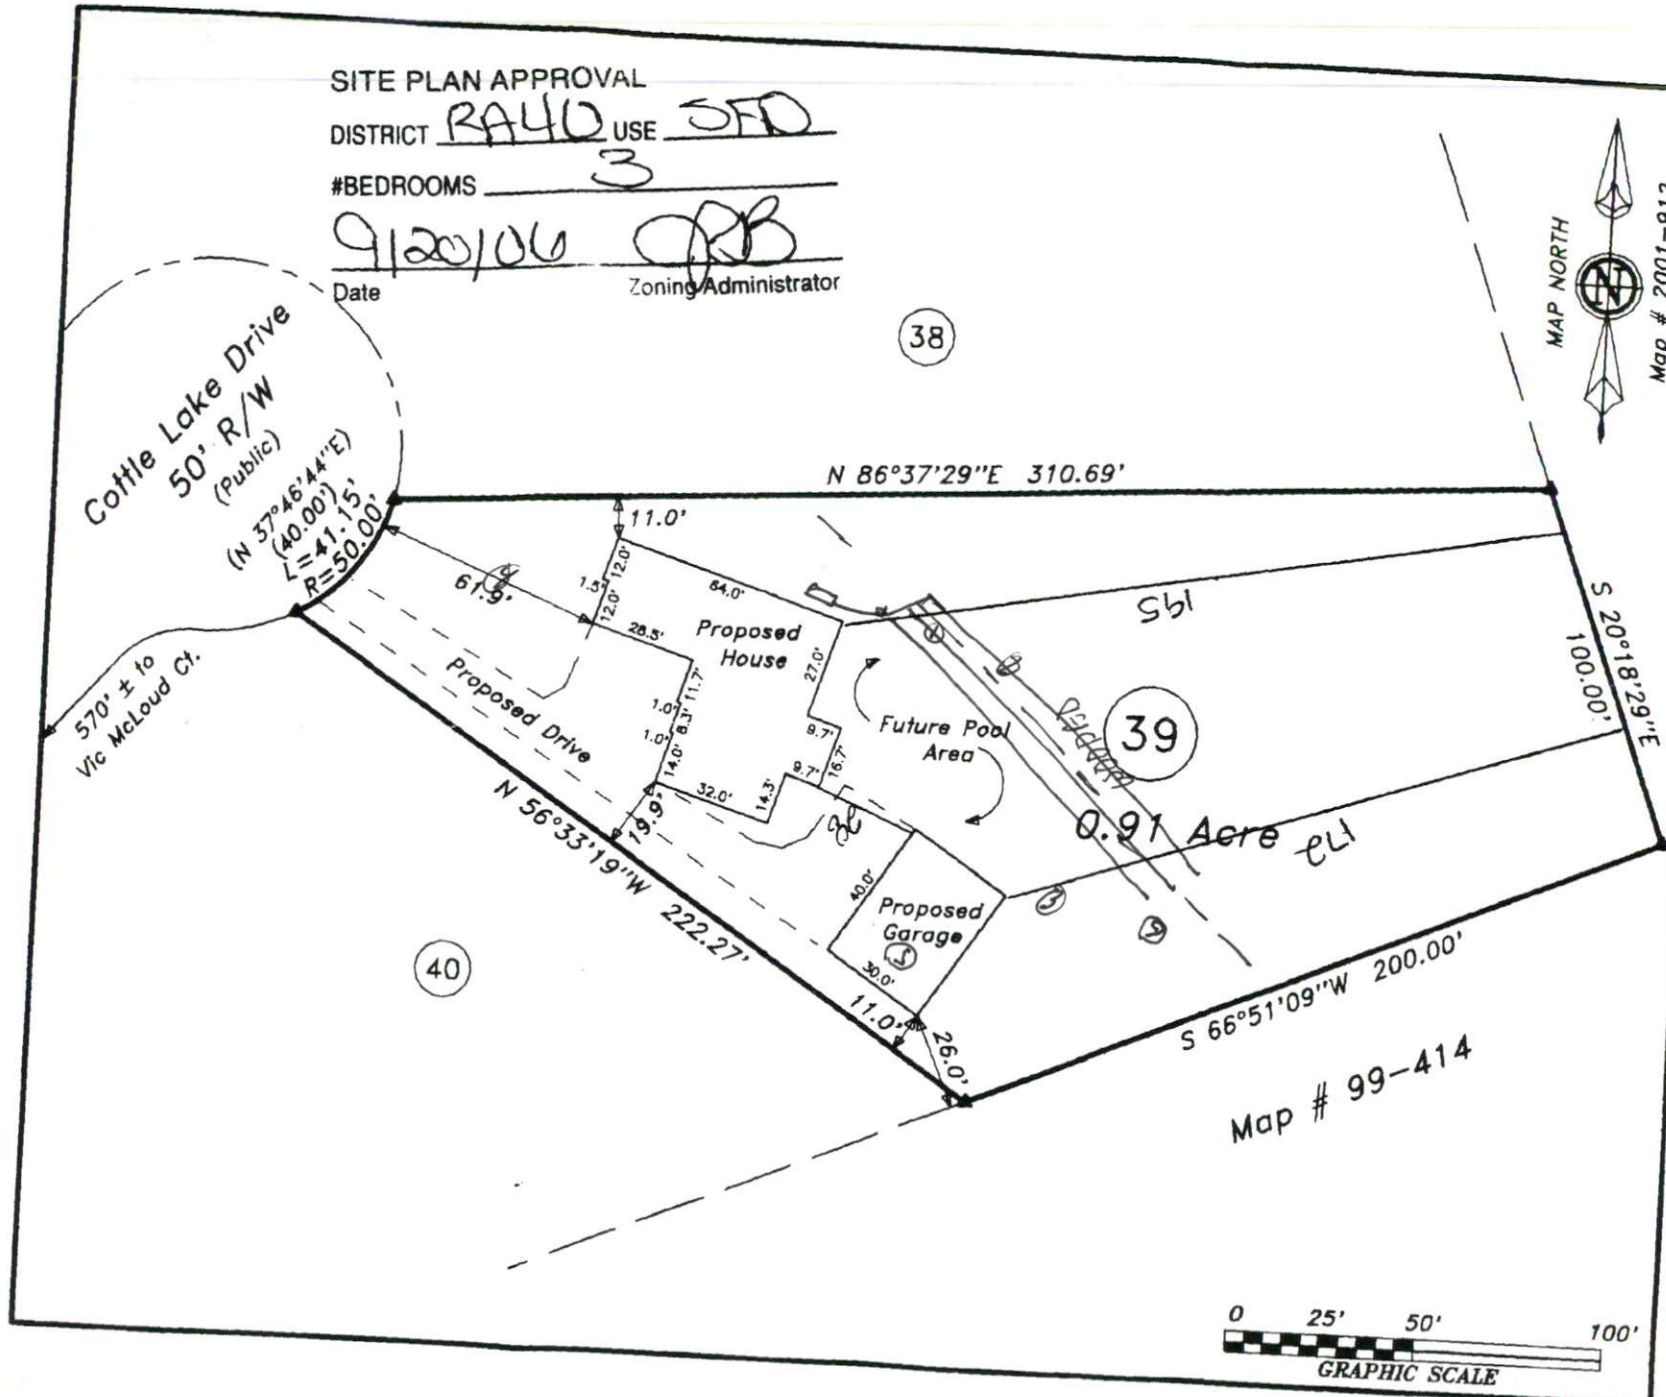 SITE PLAN APPROVAL
DISTRICT RA40 USE SFD
#BEDROOMS 3
9/20/06
Date Zoning Administrator
MAP NORTH
N
Map # 2001-913
38
Cottle Lake Drive
50' R/W
(Public)
(N 37°46'44"E)
(40.00')
L=41.15'
R=50.00'
570' ± to
Vic McLoud Ct.
N 86°37'29"E 310.69'
11.0'
61.9'
1.5'
12.0'
12.0'
64.0'
28.5'
Proposed
House
27.0'
1.0'
11.7'
8.3'
1.0'
14.0'
32.0'
14.3'
9.7'
9.7'
16.7'
Proposed Drive
19.9'
Future Pool
Area
195
S 20°18'29"E
100.00'
39
0.91 Acre
172
N 56°33'19"W 222.27'
40.0'
Proposed
Garage
30.0'
11.0'
26.0'
3
40
S 66°51'09"W 200.00'
Map # 99-414
0 25' 50' 100'
GRAPHIC SCALE